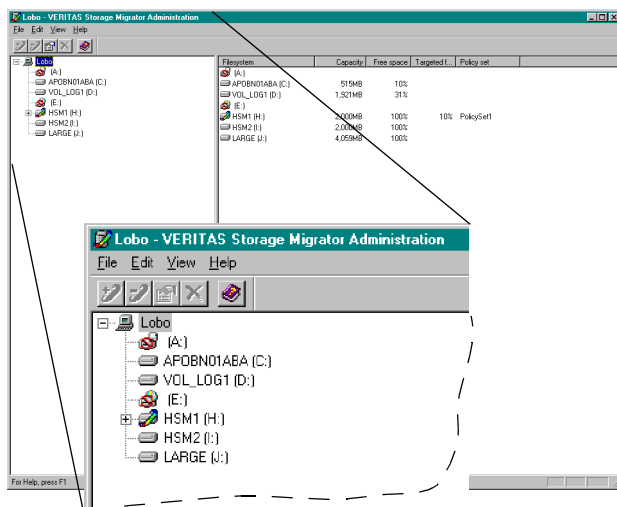 Lobo - VERITAS Storage Migrator Administration
File Edit View Help
Lobo
(A:)
APOBN01ABA (C:)
VOL_LOG1 (D:)
(E:)
HSM1 (H:)
HSM2 (I:)
LARGE (J:)
Filesystem Capacity Free space Targeted f... Policy set
(A:)
APOBN01ABA (C:) 515MB 10%
VOL_LOG1 (D:) 1,921MB 31%
(E:)
HSM1 (H:) 2,000MB 100% 10% PolicySet1
HSM2 (I:) 2,000MB 100%
LARGE (J:) 4,059MB 100%
Lobo - VERITAS Storage Migrator Administration
File Edit View Help
Lobo
(A:)
APOBN01ABA (C:)
VOL_LOG1 (D:)
(E:)
HSM1 (H:)
HSM2 (I:)
LARGE (J:)
For Help, press F1